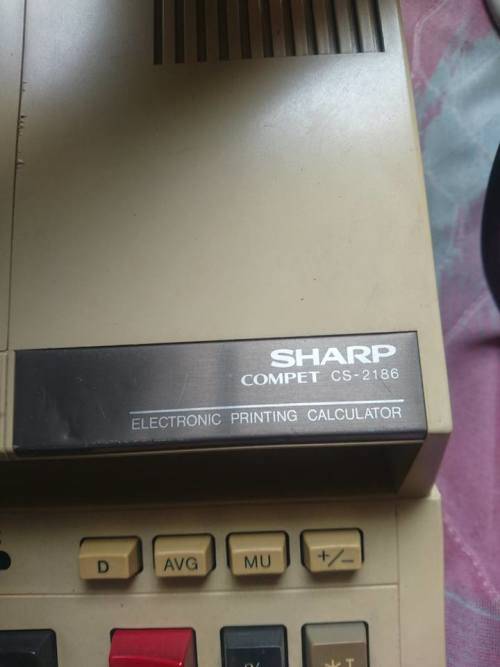 SHARP
COMPET CS-2186
ELECTRONIC PRINTING CALCULATOR
D AVG MU +/−
% *T